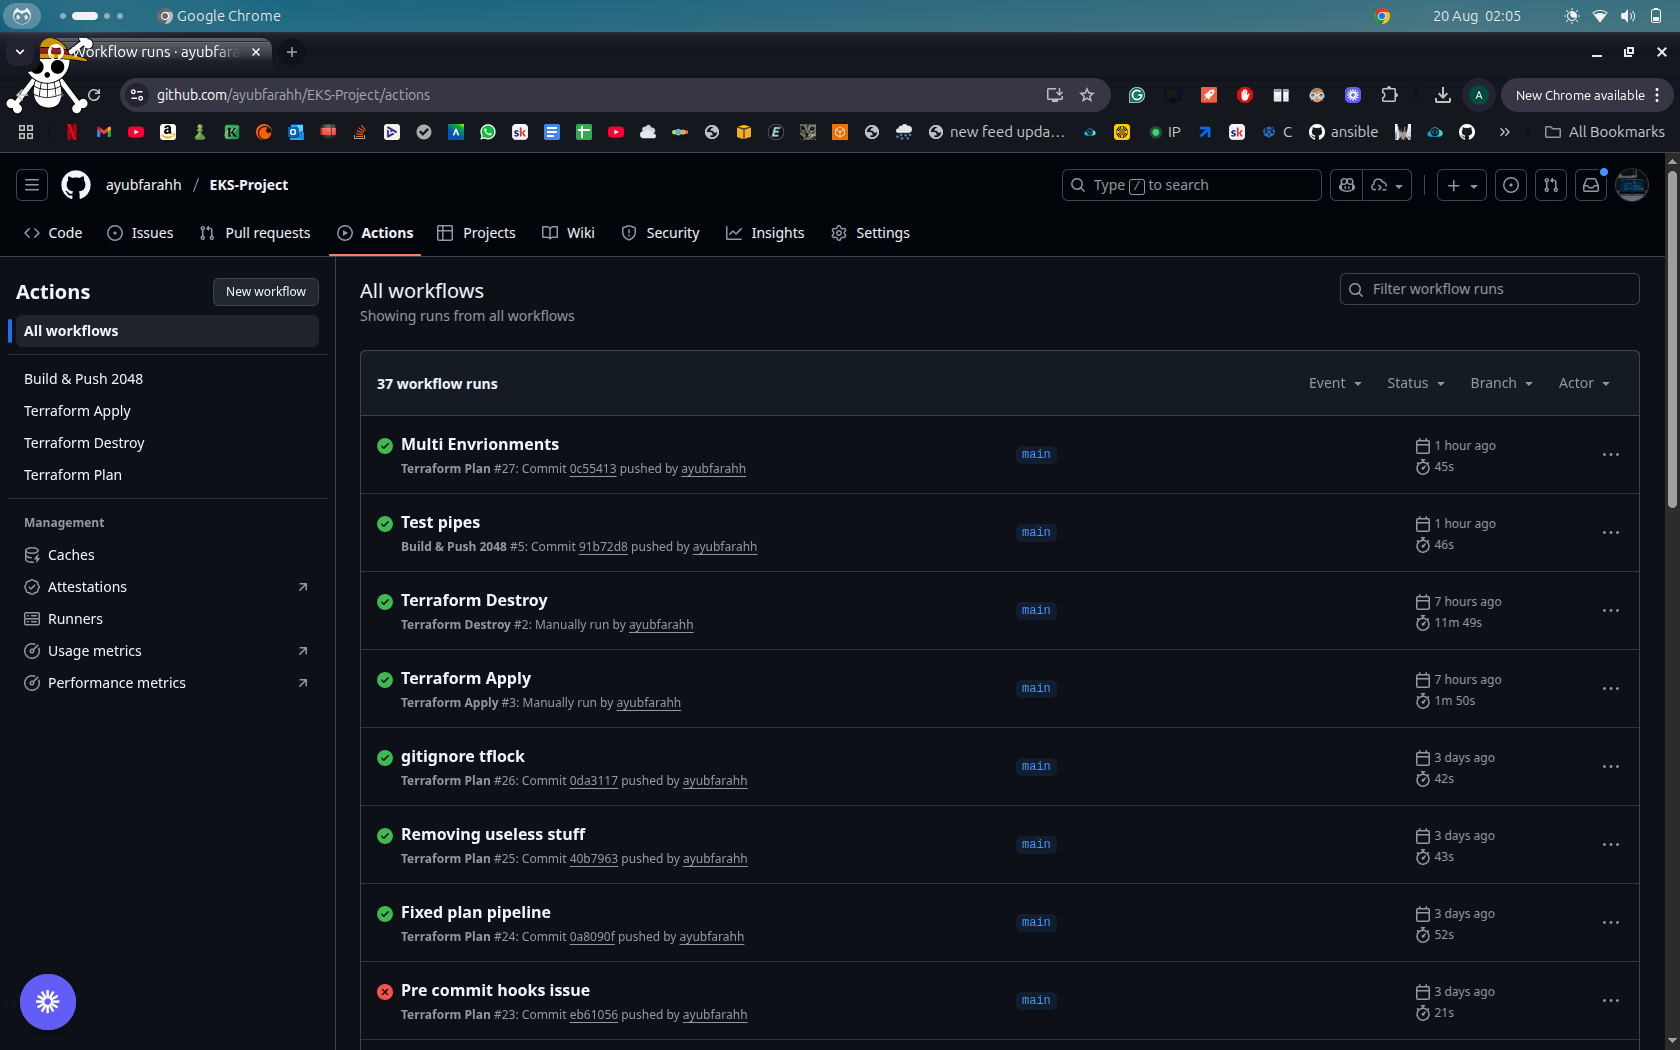 Google Chrome
20 Aug 02:05
Workflow runs · ayubfara
github.com/ayubfarahh/EKS-Project/actions
New Chrome available
new feed upda...
IP
C
ansible
All Bookmarks
ayubfarahh / EKS-Project
Type / to search
Code
Issues
Pull requests
Actions
Projects
Wiki
Security
Insights
Settings
Actions
New workflow
All workflows
Build & Push 2048
Terraform Apply
Terraform Destroy
Terraform Plan
Management
Caches
Attestations
Runners
Usage metrics
Performance metrics
All workflows
Showing runs from all workflows
Filter workflow runs
37 workflow runs
Event
Status
Branch
Actor
Multi Envrionments
Terraform Plan #27: Commit 0c55413 pushed by ayubfarahh
main
1 hour ago
45s
Test pipes
Build & Push 2048 #5: Commit 91b72d8 pushed by ayubfarahh
main
1 hour ago
46s
Terraform Destroy
Terraform Destroy #2: Manually run by ayubfarahh
main
7 hours ago
11m 49s
Terraform Apply
Terraform Apply #3: Manually run by ayubfarahh
main
7 hours ago
1m 50s
gitignore tflock
Terraform Plan #26: Commit 0da3117 pushed by ayubfarahh
main
3 days ago
42s
Removing useless stuff
Terraform Plan #25: Commit 40b7963 pushed by ayubfarahh
main
3 days ago
43s
Fixed plan pipeline
Terraform Plan #24: Commit 0a8090f pushed by ayubfarahh
main
3 days ago
52s
Pre commit hooks issue
Terraform Plan #23: Commit eb61056 pushed by ayubfarahh
main
3 days ago
21s